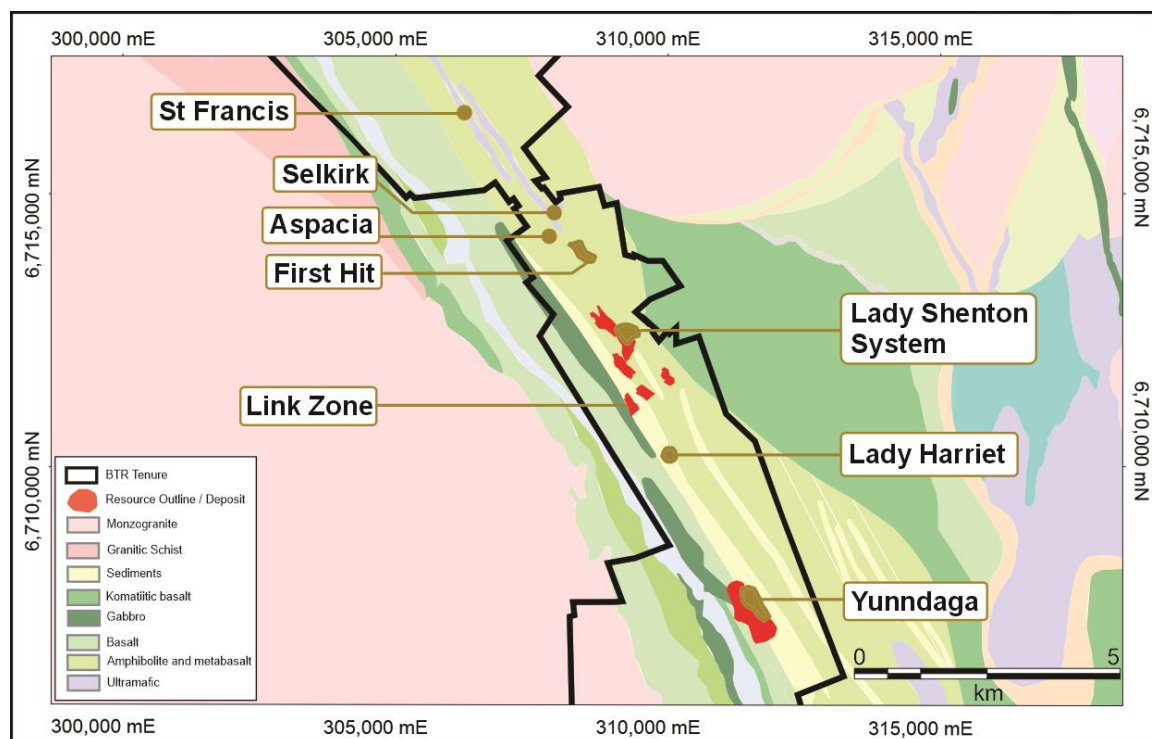 300,000 mE
305,000 mE
310,000 mE
315,000 mE
St Francis
Selkirk
Aspacia
First Hit
Link Zone
Lady Shenton
System
Lady Harriet
Yunndaga
6,715,000 mN
6,710,000 mN
6,715,000 mN
6,710,000 mN
BTR Tenure
Resource Outline / Deposit
Monzogranite
Granitic Schist
Sediments
Komatiitic basalt
Gabbro
Basalt
Amphibolite and metabasalt
Ultramafic
0
5
km
300,000 mE
305,000 mE
310,000 mE
315,000 mE